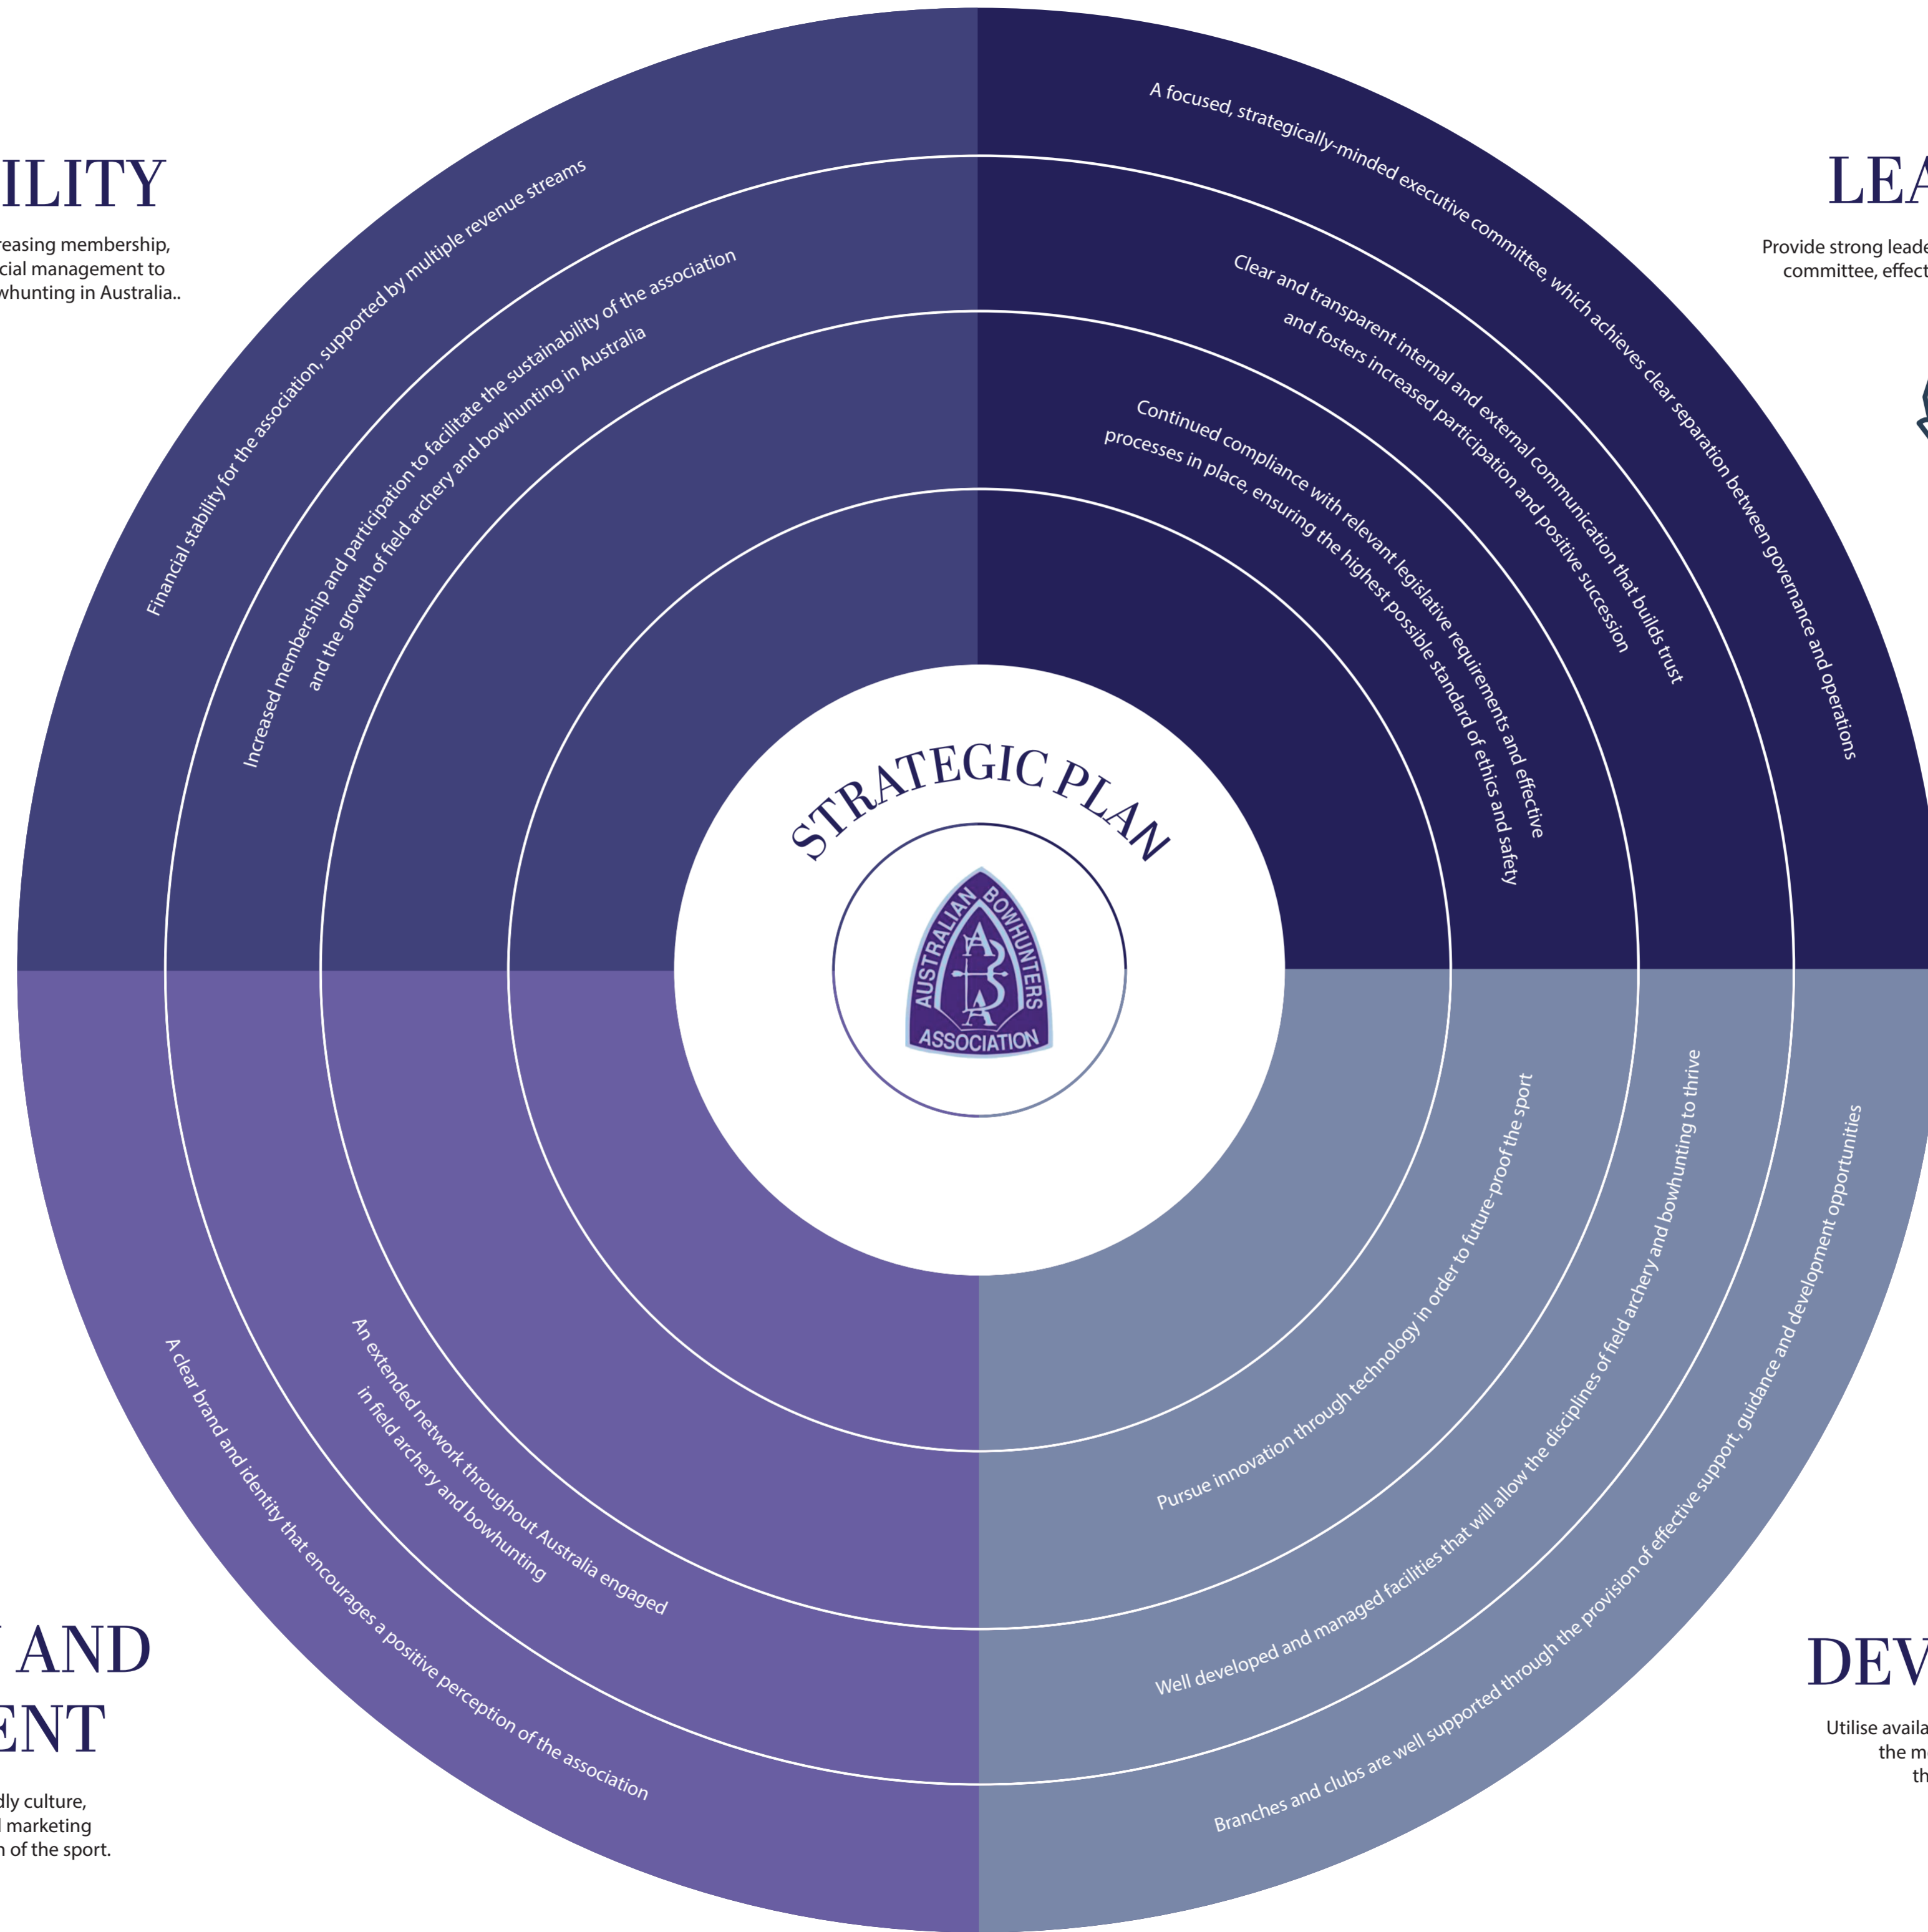 ILITY
reasing membership,
cial management to
whunting in Australia..
Financial stability for the association, supported by multiple revenue streams
Increased membership and participation to facilitate the sustainability of the association
and the growth of field archery and bowhunting in Australia
LEA
Provide strong leade
committee, effect
A focused, strategically-minded executive committee, which achieves clear separation between governance and operations
Clear and transparent internal and external communication that builds trust
and fosters increased participation and positive succession
Continued compliance with relevant legislative requirements and effective
processes in place, ensuring the highest possible standard of ethics and safety
STRATEGIC PLAN
AUSTRALIAN BOWHUNTERS
ABA
ASSOCIATION
Pursue innovation through technology in order to future-proof the sport
Well developed and managed facilities that will allow the disciplines of field archery and bowhunting to thrive
Branches and clubs are well supported through the provision of effective support, guidance and development opportunities
DEV
Utilise availa
the m
th
An extended network throughout Australia engaged
in field archery and bowhunting
A clear brand and identity that encourages a positive perception of the association
AND
ENT
dly culture,
marketing
n of the sport.